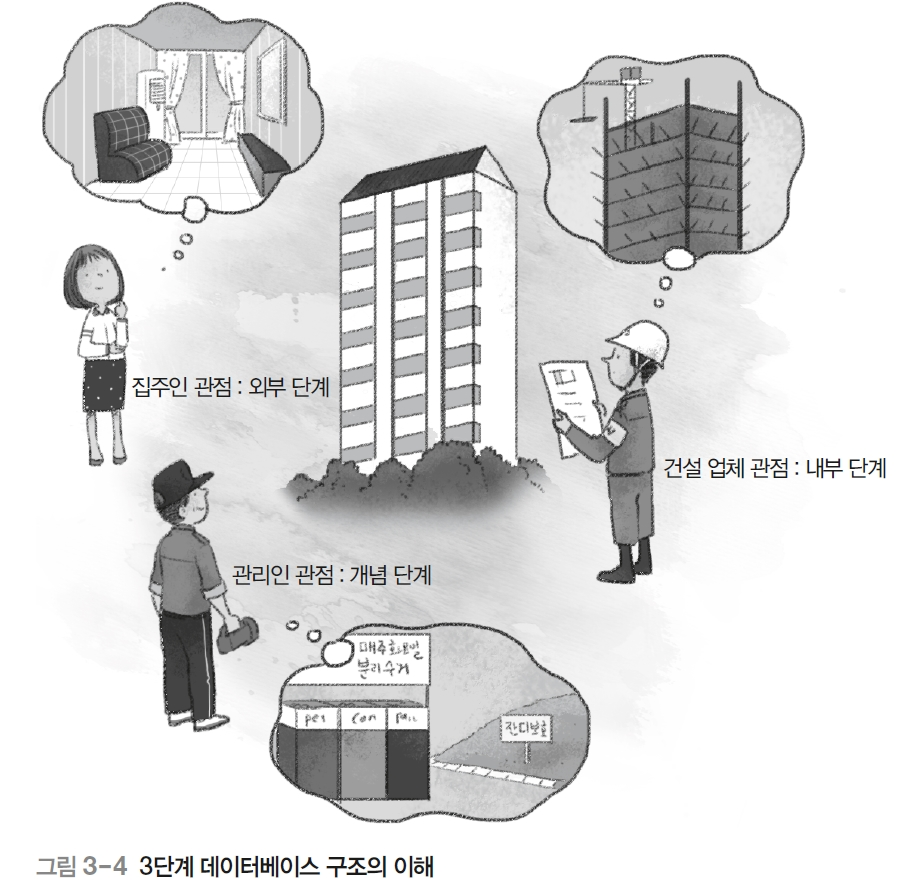 집주인 관점 : 외부 단계
건설 업체 관점 : 내부 단계
관리인 관점 : 개념 단계
매주 화요일
분리수거
pet
can
잔디보호
그림 3-4 3단계 데이터베이스 구조의 이해